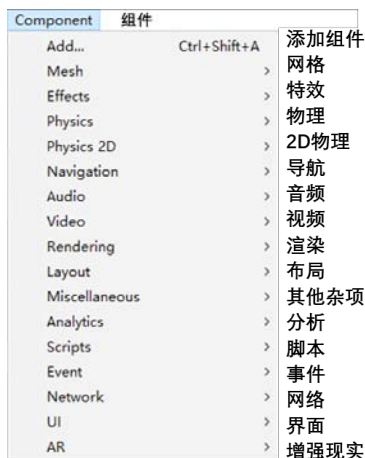 Component 组件
Add... Ctrl+Shift+A 添加组件
Mesh > 网格
Effects > 特效
Physics > 物理
Physics 2D > 2D物理
Navigation > 导航
Audio > 音频
Video > 视频
Rendering > 渲染
Layout > 布局
Miscellaneous > 其他杂项
Analytics > 分析
Scripts > 脚本
Event > 事件
Network > 网络
UI > 界面
AR > 增强现实